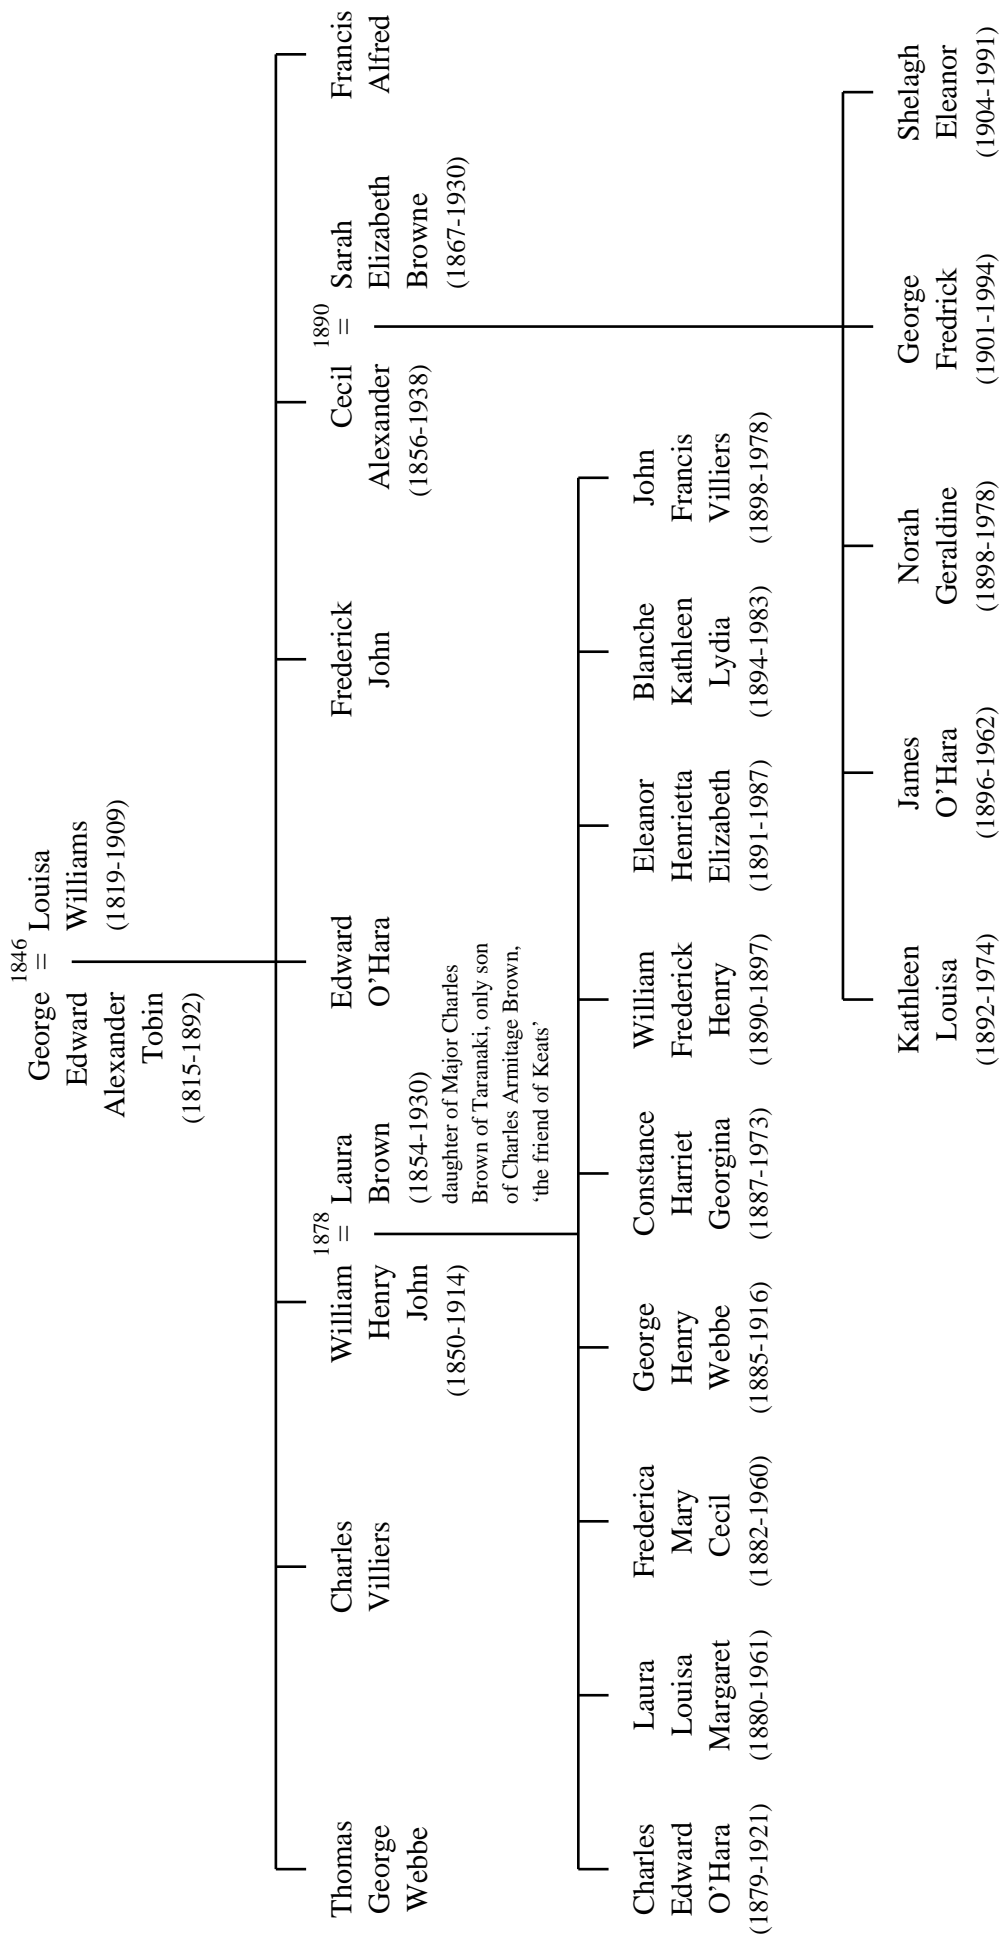 1846
George = Louisa
Edward Williams
Alexander (1819-1909)
Tobin
(1815-1892)
Thomas
George
Webbe
Charles
Villiers
1878
William = Laura
Henry Brown
John (1854-1930)
(1850-1914)
daughter of Major Charles
Brown of Taranaki, only son
of Charles Armitage Brown,
‘the friend of Keats’
Edward
O’Hara
Frederick
John
1890
Cecil = Sarah
Alexander Elizabeth
(1856-1938) Browne
(1867-1930)
Francis
Alfred
Charles
Edward
O’Hara
(1879-1921)
Laura
Louisa
Margaret
(1880-1961)
Frederica
Mary
Cecil
(1882-1960)
George
Henry
Webbe
(1885-1916)
Constance
Harriet
Georgina
(1887-1973)
William
Frederick
Henry
(1890-1897)
Eleanor
Henrietta
Elizabeth
(1891-1987)
Blanche
Kathleen
Lydia
(1894-1983)
John
Francis
Villiers
(1898-1978)
Kathleen
Louisa
(1892-1974)
James
O’Hara
(1896-1962)
Norah
Geraldine
(1898-1978)
George
Fredrick
(1901-1994)
Shelagh
Eleanor
(1904-1991)